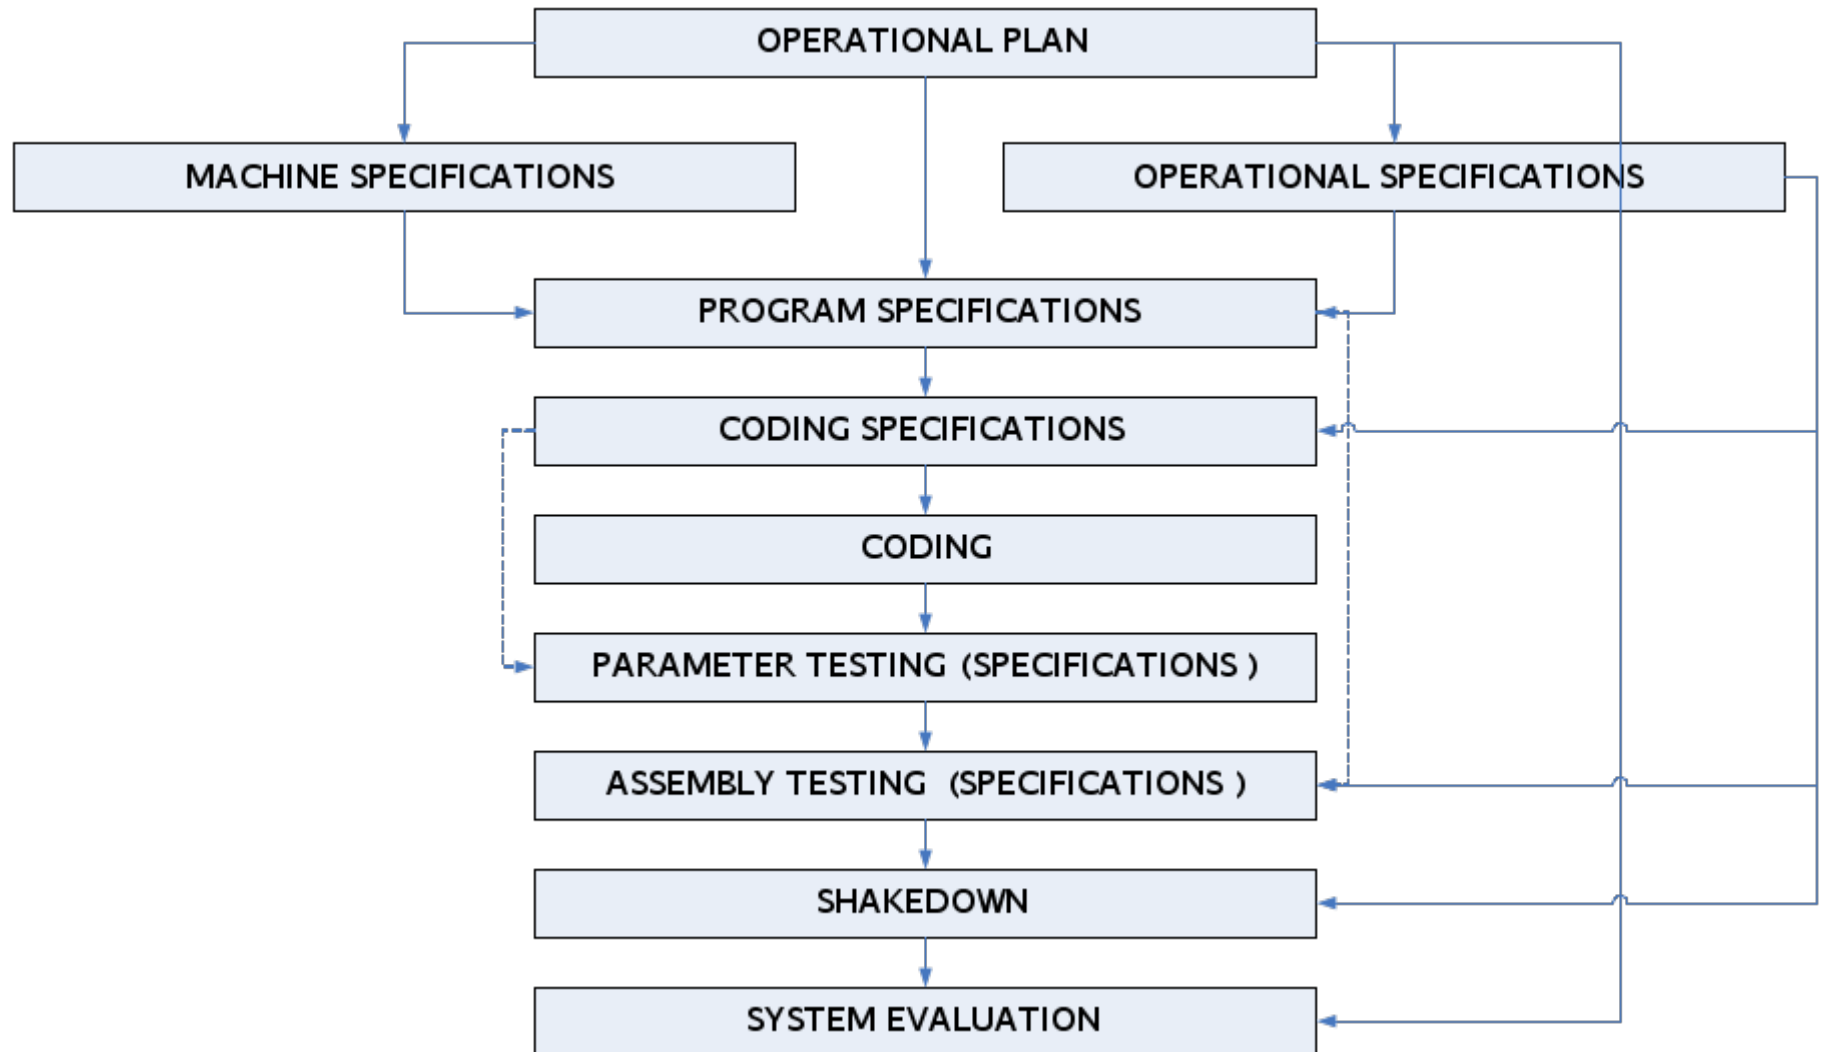 OPERATIONAL PLAN
MACHINE SPECIFICATIONS
OPERATIONAL SPECIFICATIONS
PROGRAM SPECIFICATIONS
CODING SPECIFICATIONS
CODING
PARAMETER TESTING (SPECIFICATIONS )
ASSEMBLY TESTING (SPECIFICATIONS )
SHAKEDOWN
SYSTEM EVALUATION